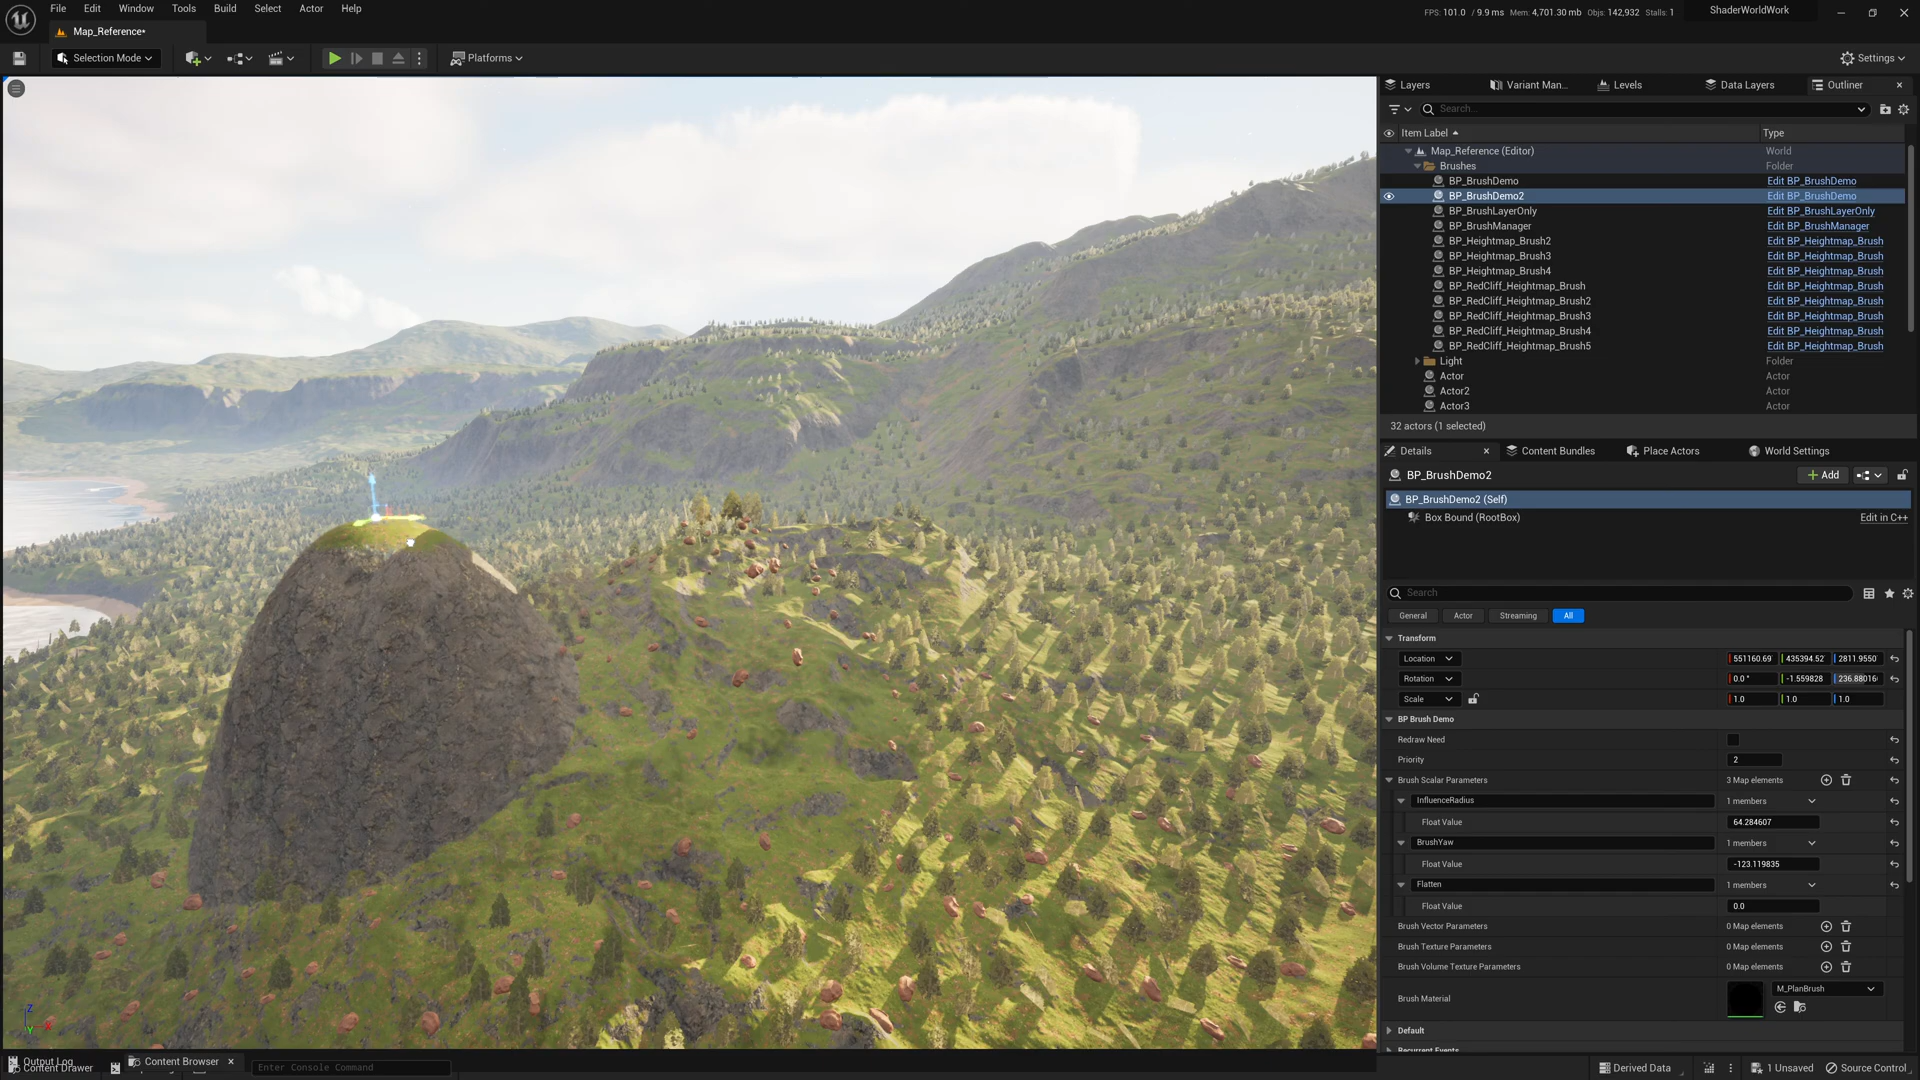 File Edit Window Tools Build Select Actor Help
FPS: 101.0 / 9.9 ms Mem: 4,701.30 mb Objs: 142,932 Stalls: 1
ShaderWorldWork
Map_Reference*
Selection Mode
Platforms
Settings
Layers
Variant Man...
Levels
Data Layers
Outliner
Search...
Item Label Type
Map_Reference (Editor) World
Brushes Folder
BP_BrushDemo Edit BP_BrushDemo
BP_BrushDemo2 Edit BP_BrushDemo
BP_BrushLayerOnly Edit BP_BrushLayerOnly
BP_BrushManager Edit BP_BrushManager
BP_Heightmap_Brush2 Edit BP_Heightmap_Brush
BP_Heightmap_Brush3 Edit BP_Heightmap_Brush
BP_Heightmap_Brush4 Edit BP_Heightmap_Brush
BP_RedCliff_Heightmap_Brush Edit BP_Heightmap_Brush
BP_RedCliff_Heightmap_Brush2 Edit BP_Heightmap_Brush
BP_RedCliff_Heightmap_Brush3 Edit BP_Heightmap_Brush
BP_RedCliff_Heightmap_Brush4 Edit BP_Heightmap_Brush
BP_RedCliff_Heightmap_Brush5 Edit BP_Heightmap_Brush
Light Folder
Actor Actor
Actor2 Actor
Actor3 Actor
32 actors (1 selected)
Details
Content Bundles
Place Actors
World Settings
BP_BrushDemo2
Add
BP_BrushDemo2 (Self)
Box Bound (RootBox) Edit in C++
Search
General Actor Streaming All
Transform
Location 551160.69 435394.52 2811.9550
Rotation 0.0° -1.559828 236.88016
Scale 1.0 1.0 1.0
BP Brush Demo
Redraw Need
Priority 2
Brush Scalar Parameters 3 Map elements
InfluenceRadius 1 members
Float Value 64.284607
BrushYaw 1 members
Float Value -123.119835
Flatten 1 members
Float Value 0.0
Brush Vector Parameters 0 Map elements
Brush Texture Parameters 0 Map elements
Brush Volume Texture Parameters 0 Map elements
Brush Material M_PlanBrush
Default
Recurrent Events
Z
Y X
Output Log
Content Drawer
Content Browser
Enter Console Command
Derived Data
1 Unsaved
Source Control